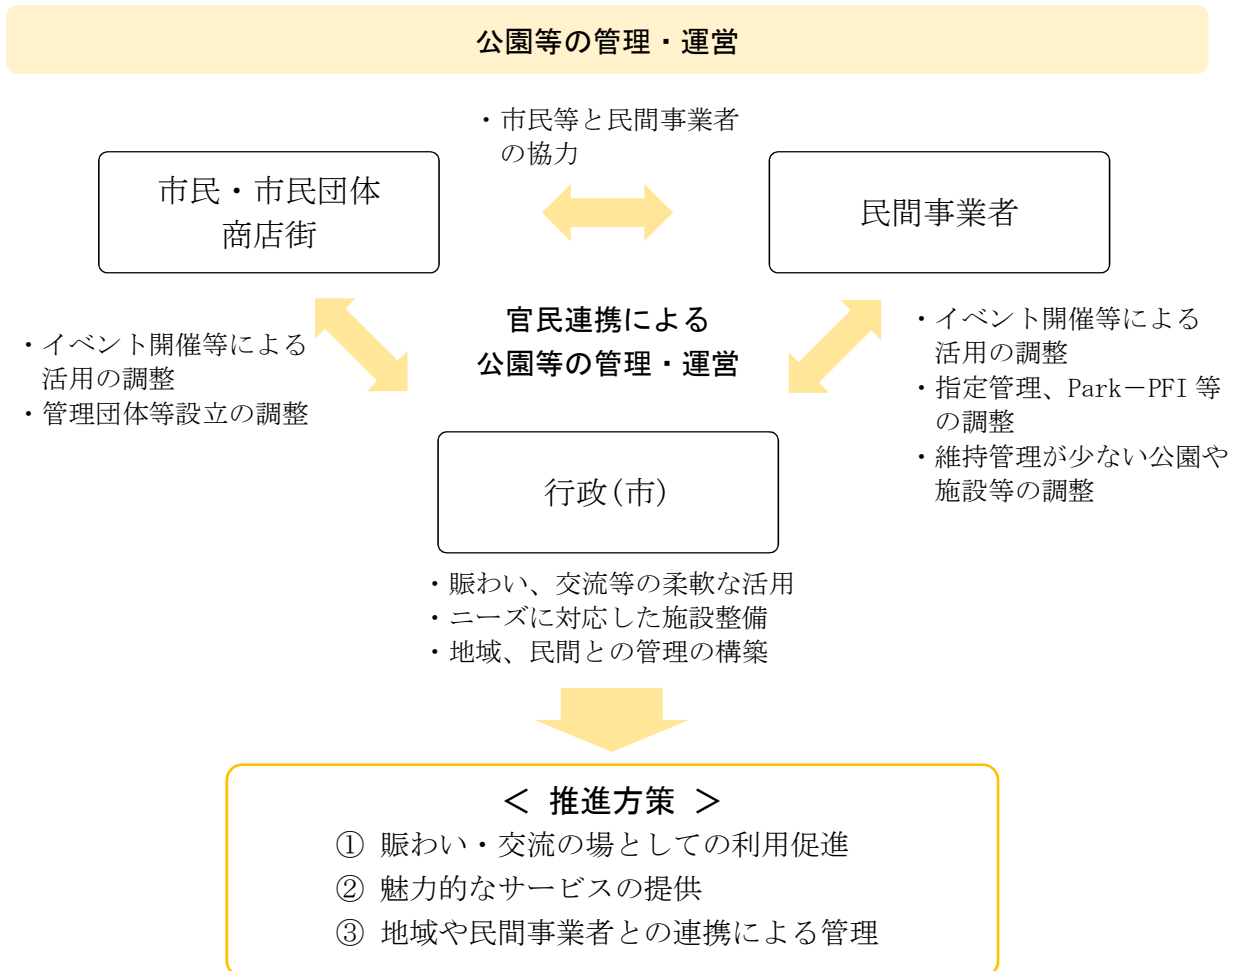 公園等の管理・運営
・市民等と民間事業者
の協力
市民・市民団体
商店街
民間事業者
官民連携による
公園等の管理・運営
・イベント開催等による
活用の調整
・管理団体等設立の調整
・イベント開催等による
活用の調整
・指定管理、Park－PFI 等
の調整
・維持管理が少ない公園や
施設等の調整
行政(市)
・賑わい、交流等の柔軟な活用
・ニーズに対応した施設整備
・地域、民間との管理の構築
＜ 推進方策 ＞
① 賑わい・交流の場としての利用促進
② 魅力的なサービスの提供
③ 地域や民間事業者との連携による管理